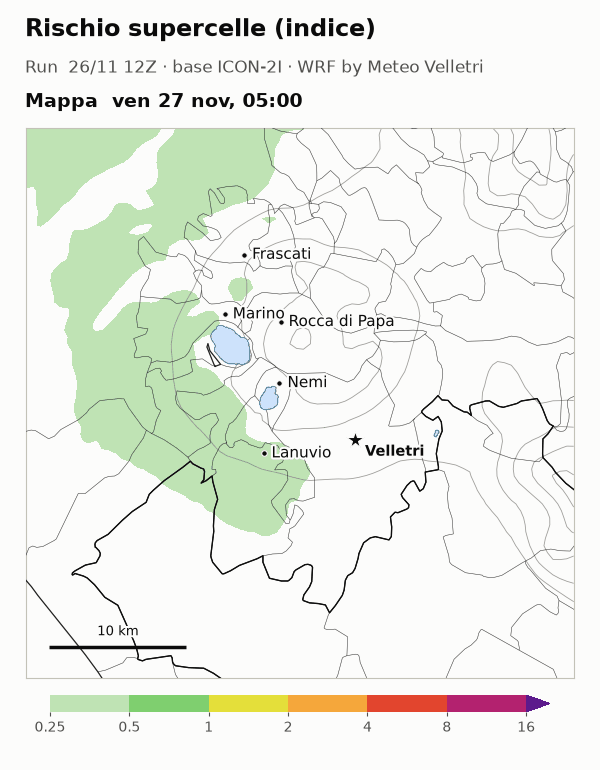 Rischio supercelle (indice)
Run  26/11 12Z · base ICON-2I · WRF by Meteo Velletri
Mappa  ven 27 nov, 05:00
Frascati
Marino
Rocca di Papa
Nemi
Velletri
Lanuvio
10 km
0.25 0.5 1 2 4 8 16